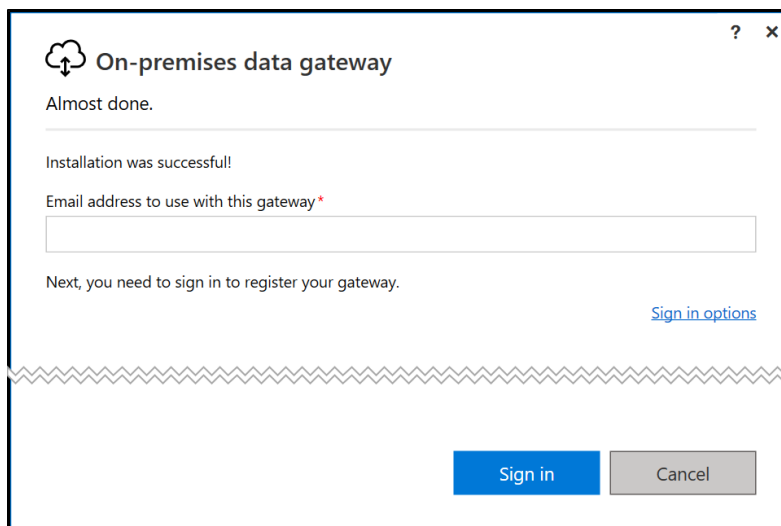 ? ×
On-premises data gateway
Almost done.
Installation was successful!
Email address to use with this gateway*
Next, you need to sign in to register your gateway.
Sign in options
Sign in Cancel